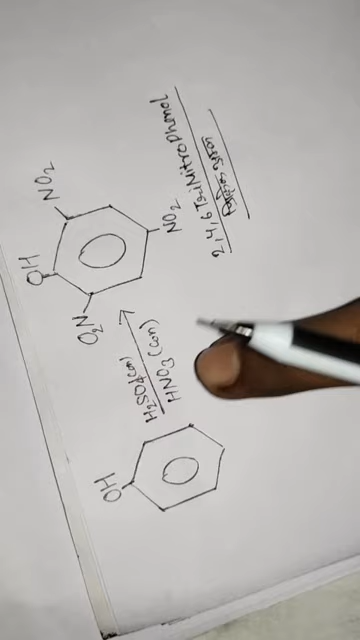 OH
H₂SO₄(con)
HNO₃(con)
OH
O₂N
NO₂
NO₂
2,4,6 Tri Nitro Phenol